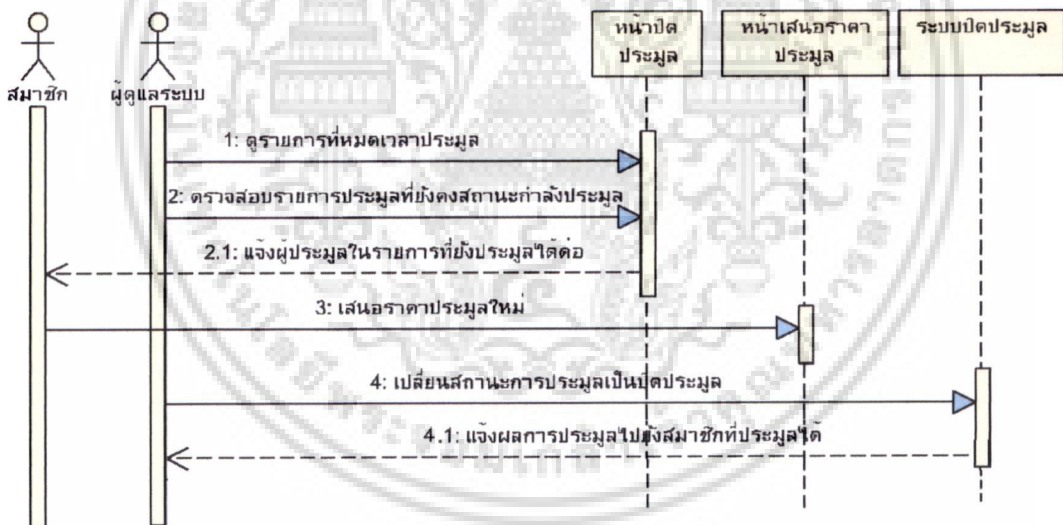 สมาชิก
ผู้ดูแลระบบ
หน้าปิด
ประมูล
หน้าเสนอราคา
ประมูล
ระบบปิดประมูล
1: ดูรายการที่หมดเวลาประมูล
2: ตรวจสอบรายการประมูลที่ยังคงสถานะกำลังประมูล
2.1: แจ้งผู้ประมูลในรายการที่ยังประมูลได้ต่อ
3: เสนอราคาประมูลใหม่
4: เปลี่ยนสถานะการประมูลเป็นปิดประมูล
4.1: แจ้งผลการประมูลไปยังสมาชิกที่ประมูลได้